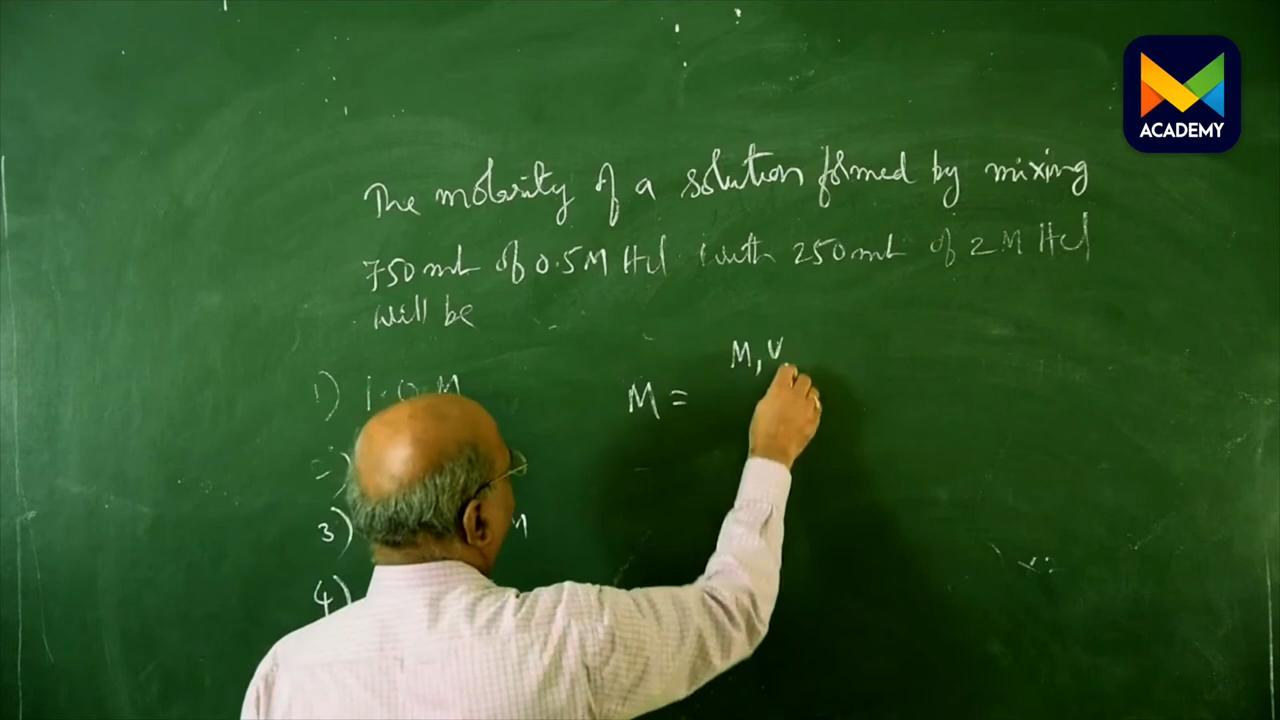 ACADEMY
The molarity of a solution formed by mixing
750 mL of 0.5M HCl with 250 mL of 2M HCl
will be
1) 1.0 M
M = M, V
2)
3) M
4)